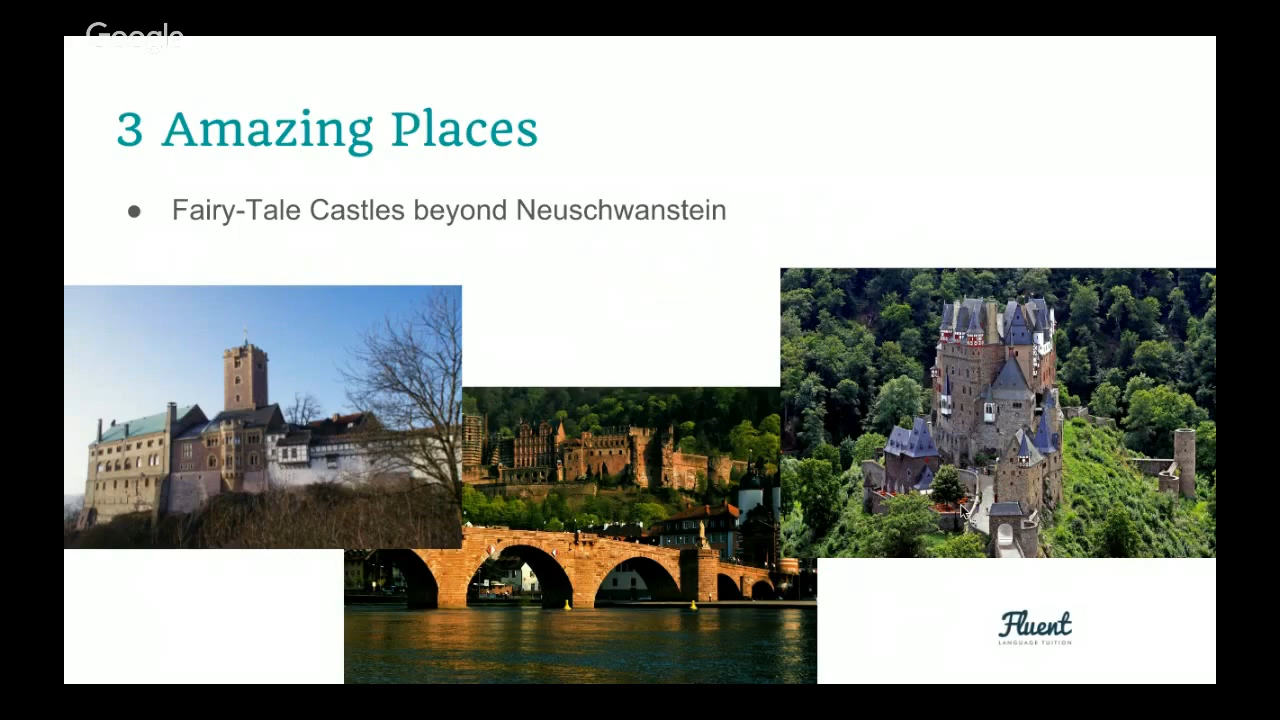 Google
3 Amazing Places
● Fairy-Tale Castles beyond Neuschwanstein
Fluent
LANGUAGE TUITION